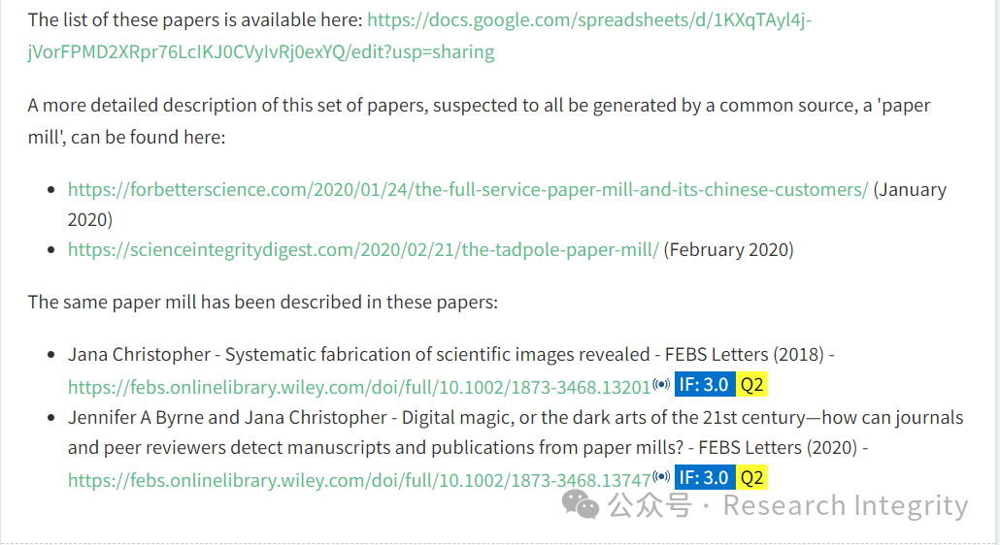 The list of these papers is available here: https://docs.google.com/spreadsheets/d/1KXqTAyl4j-
jVorFPMD2XRpr76LcIKJ0CVyIvRj0exYQ/edit?usp=sharing
A more detailed description of this set of papers, suspected to all be generated by a common source, a 'paper
mill', can be found here:
https://forbetterscience.com/2020/01/24/the-full-service-paper-mill-and-its-chinese-customers/ (January
2020)
https://scienceintegritydigest.com/2020/02/21/the-tadpole-paper-mill/ (February 2020)
The same paper mill has been described in these papers:
Jana Christopher - Systematic fabrication of scientific images revealed - FEBS Letters (2018) -
https://febs.onlinelibrary.wiley.com/doi/full/10.1002/1873-3468.13201 IF: 3.0 Q2
Jennifer A Byrne and Jana Christopher - Digital magic, or the dark arts of the 21st century—how can journals
and peer reviewers detect manuscripts and publications from paper mills? - FEBS Letters (2020) -
https://febs.onlinelibrary.wiley.com/doi/full/10.1002/1873-3468.13747 IF: 3.0 Q2
公众号 · Research Integrity